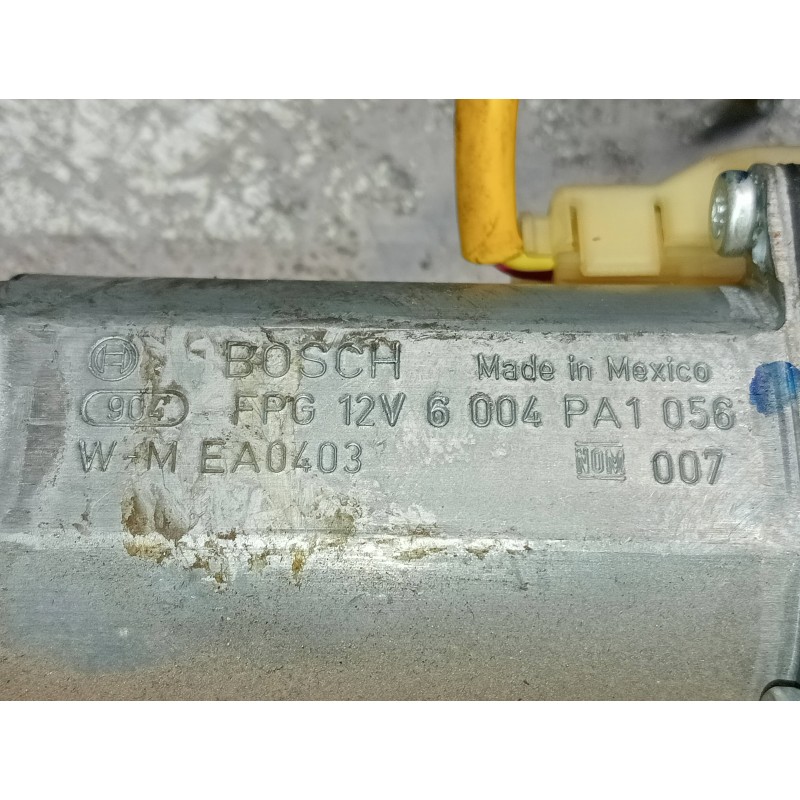 BOSCH Made in Mexico
904 FPG 12V 6 004 PA1 056
W-M EA0403 NOM 007